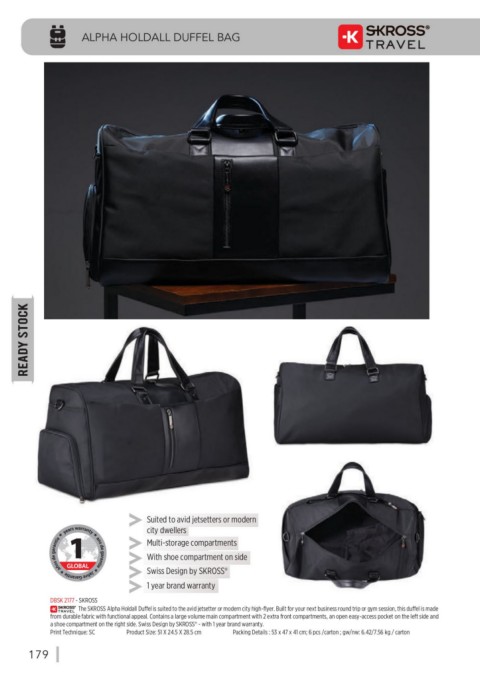 ALPHA HOLDALL DUFFEL BAG
SKROSS®
TRAVEL
READY STOCK
Suited to avid jetsetters or modern
city dwellers
Multi-storage compartments
With shoe compartment on side
Swiss Design by SKROSS®
1 year brand warranty
1
GLOBAL
DBSK 2177 - SKROSS
SKROSS® The SKROSS Alpha Holdall Duffel is suited to the avid jetsetter or modern city high-flyer. Built for your next business round trip or gym session, this duffel is made
from durable fabric with functional appeal. Contains a large volume main compartment with 2 extra front compartments, an open easy-access pocket on the left side and
a shoe compartment on the right side. Swiss Design by SKROSS® - with 1 year brand warranty.
Print Technique: SC Product Size: 51 X 24.5 X 28.5 cm Packing Details : 53 x 47 x 41 cm; 6 pcs /carton ; gw/nw: 6.42/7.56 kg / carton
179